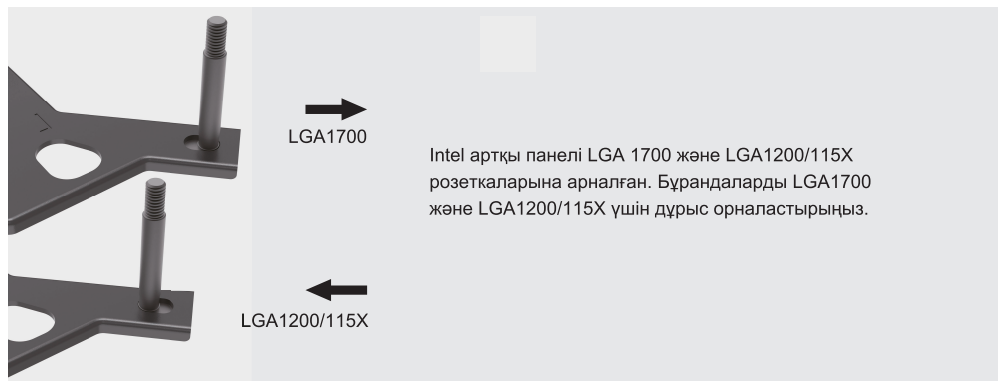 LGA1700
Intel артқы панелі LGA 1700 және LGA1200/115X
розеткаларына арналған. Бұрандаларды LGA1700
және LGA1200/115X үшін дұрыс орналастырыңыз.
LGA1200/115X